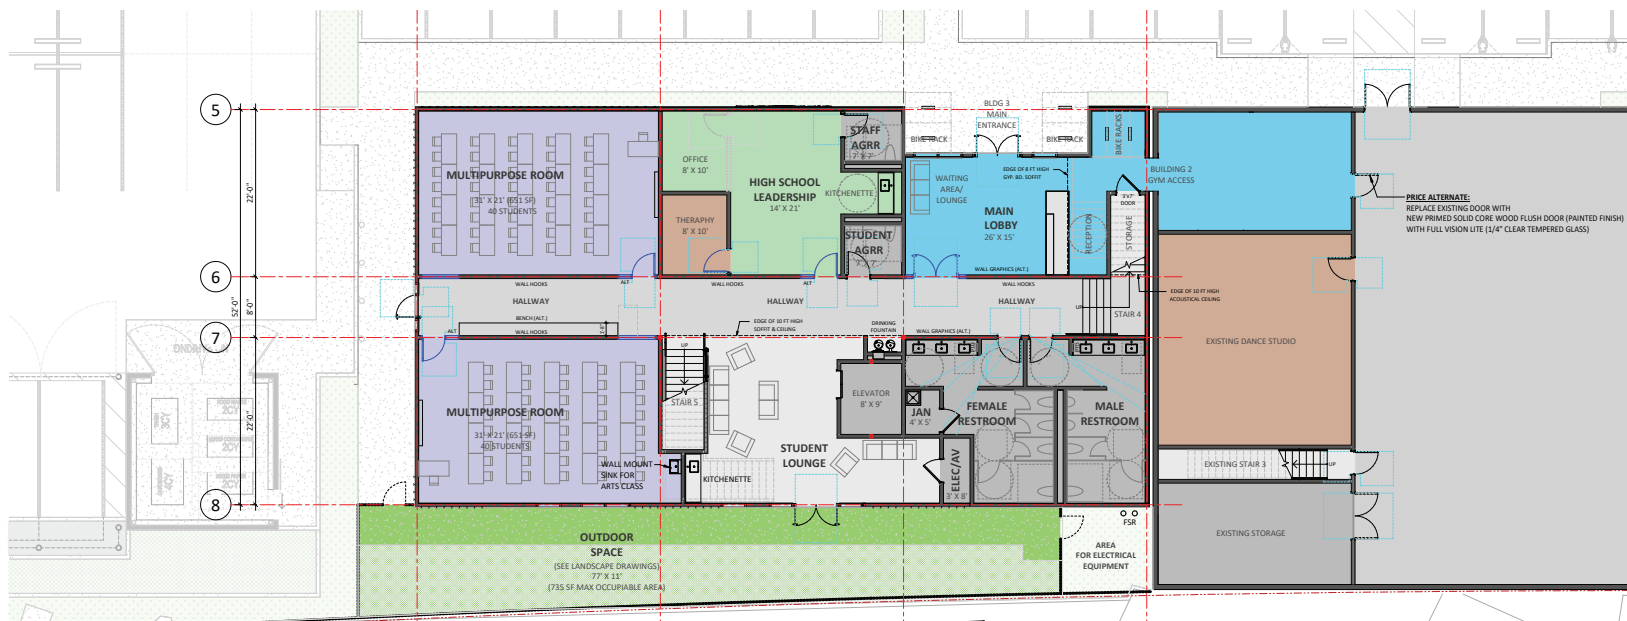 5
6
7
8
22'-0"
8'-0"
22'-0"
52'-0"
MULTIPURPOSE ROOM
31' X 21' (651 SF)
40 STUDENTS
OFFICE
8' X 10'
THERAPHY
8' X 10'
HIGH SCHOOL
LEADERSHIP
14' X 21'
STAFF
AGRR
7' X 7'
KITCHENETTE
STUDENT
AGRR
7' X 7'
BIKE RACK
BLDG 3
MAIN
ENTRANCE
BIKE RACK
BIKE RACKS
EDGE OF 8 FT HIGH
GYP. BD. SOFFIT
WAITING
AREA/
LOUNGE
MAIN
LOBBY
26' X 15'
RECEPTION
3'x7'
DOOR
STORAGE
BUILDING 2
GYM ACCESS
WALL GRAPHICS (ALT.)
PRICE ALTERNATE:
REPLACE EXISTING DOOR WITH
NEW PRIMED SOLID CORE WOOD FLUSH DOOR (PAINTED FINISH)
WITH FULL VISION LITE (1/4" CLEAR TEMPERED GLASS)
WALL HOOKS
ALT
WALL HOOKS
ALT
WALL HOOKS
HALLWAY
HALLWAY
HALLWAY
EDGE OF 10 FT HIGH
ACOUSTICAL CEILING
UP
STAIR 4
BENCH (ALT.)
ALT
WALL HOOKS
EDGE OF 10 FT HIGH
SOFFIT & CEILING
DRINKING
FOUNTAIN
WALL GRAPHICS (ALT.)
UP
STAIR 5
MULTIPURPOSE ROOM
31' X 21' (651 SF)
40 STUDENTS
WALL MOUNT
SINK FOR
ARTS CLASS
KITCHENETTE
STUDENT
LOUNGE
ELEVATOR
8' X 9'
JAN
4' X 5'
ELEC/AV
3' X 8'
FEMALE
RESTROOM
MALE
RESTROOM
EXISTING DANCE STUDIO
EXISTING STAIR 3
UP
EXISTING STORAGE
OUTDOOR
SPACE
(SEE LANDSCAPE DRAWINGS)
77' X 11'
(735 SF MAX OCCUPIABLE AREA)
FSR
AREA
FOR ELECTRICAL
EQUIPMENT
3CY
2CY
2CY
4CY
2CY